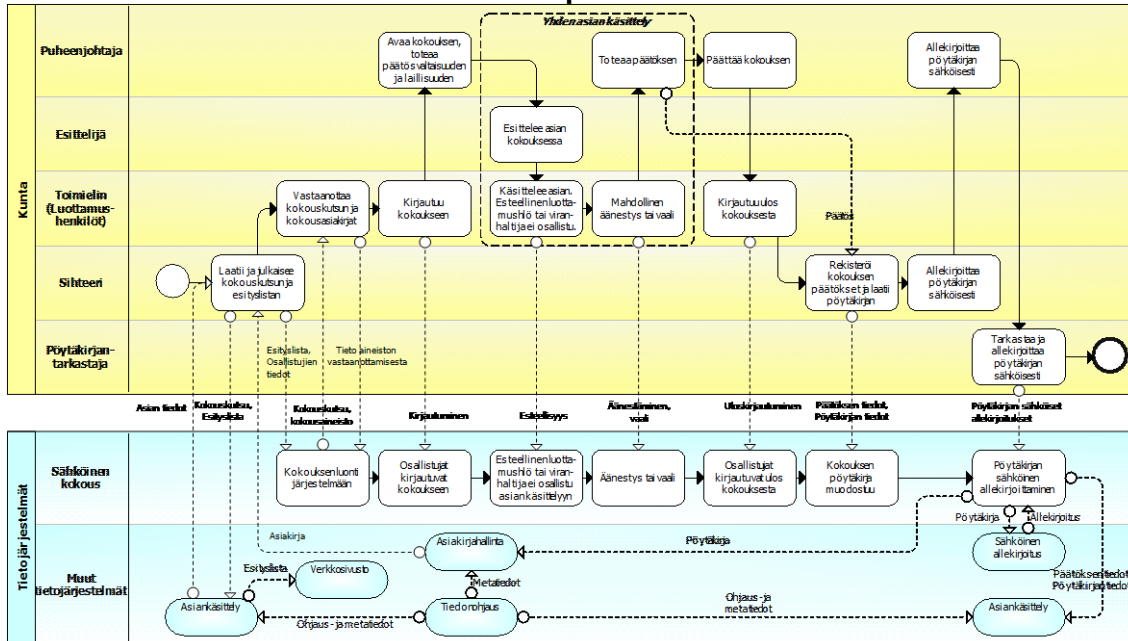 Yhden asian käsittely
Kunta
Puheenjohtaja
Avaa kokouksen,
toteaa
päätösvaltaisuuden
ja laillisuuden
Toteaa päätöksen
Päättää kokouksen
Allekirjoittaa
pöytäkirjan
sähköisesti
Esittelijä
Esittelee asian
kokouksessa
Toimielin
(Luottamus-
henkilöt)
Vastaanottaa
kokouskutsun ja
kokousasiakirjat
Kirjautuu
kokoukseen
Käsittelee asian.
Esteellinen luotta-
mushlö tai viran-
haltija ei osallistu.
Mahdollinen
äänestys tai vaali
Kirjautuu ulos
kokouksesta
Päätös
Sihteeri
Laatii ja julkaisee
kokouskutsun ja
esityslistan
Rekisteröi
kokouksen
päätökset ja laatii
pöytäkirjan
Allekirjoittaa
pöytäkirjan
sähköisesti
Pöytäkirjan-
tarkastaja
Esityslista,
Osallistujien
tiedot
Tieto aineiston
vastaanottamisesta
Tarkastaa ja
allekirjoittaa
pöytäkirjan
sähköisesti
Asian tiedot
Kokouskutsu,
Esityslista
Kokouskutsu,
kokousaineisto
Kirjautuminen
Esteellisyys
Äänestäminen,
vaali
Uloskirjautuminen
Päätöksen tiedot,
Pöytäkirjan tiedot
Pöytäkirjan sähköiset
allekirjoitukset
Tietojärjestelmät
Sähköinen
kokous
Kokouksen luonti
järjestelmään
Osallistujat
kirjautuvat
kokoukseen
Esteellinen luotta-
mushlö tai viran-
haltija ei osallistu
asiankäsittelyyn
Äänestys tai vaali
Osallistujat
kirjautuvat ulos
kokouksesta
Kokouksen
pöytäkirja
muodostuu
Pöytäkirjan
sähköinen
allekirjoittaminen
Pöytäkirja
Allekirjoitus
Muut
tietojärjestelmät
Asiakirja
Asiakirjahallinta
Pöytäkirja
Sähköinen
allekirjoitus
Esityslista
Verkkosivusto
Metatiedot
Päätöksen tiedot
Pöytäkirjan tiedot
Asiankäsittely
Ohjaus - ja metatiedot
Tiedonohjaus
Ohjaus - ja
metatiedot
Asiankäsittely